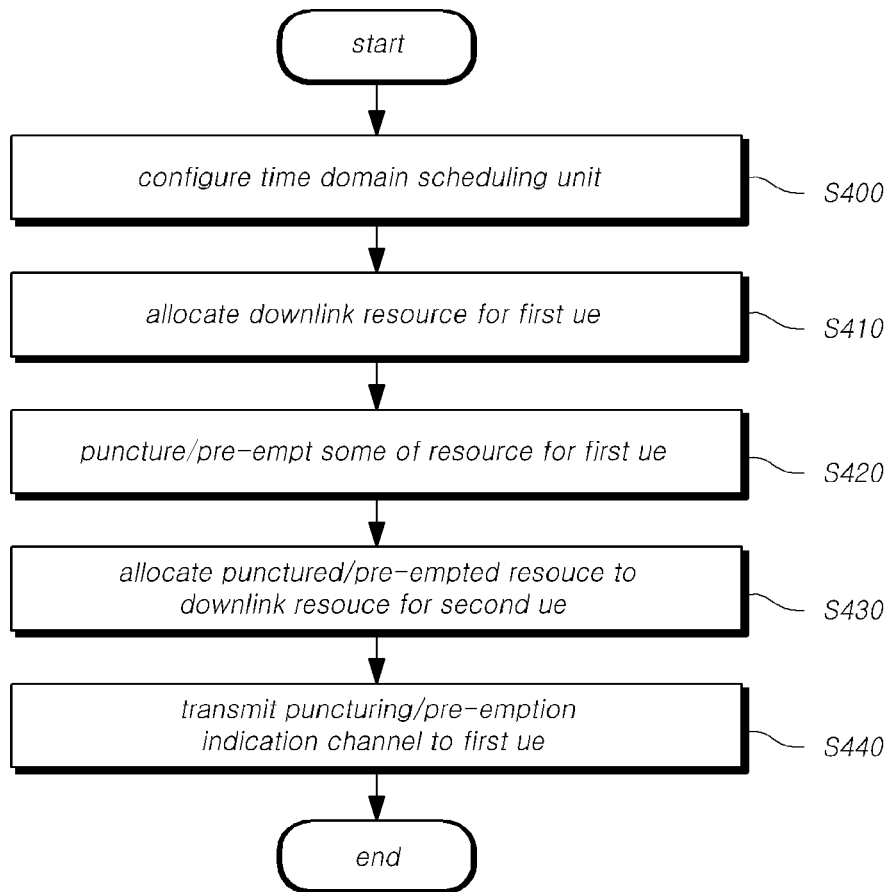 start
configure time domain scheduling unit
S400
allocate downlink resource for first ue
S410
puncture/pre-empt some of resource for first ue
S420
allocate punctured/pre-empted resouce to
downlink resouce for second ue
S430
transmit puncturing/pre-emption
indication channel to first ue
S440
end